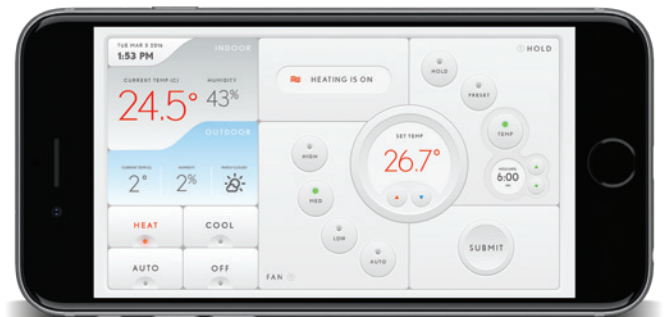 TUE MAR 3 2016
1:53 PM
INDOOR
CURRENT TEMP (C)
HUMIDITY
24.5°
43%
OUTDOOR
HUMIDITY
2°
2%
HEAT
COOL
AUTO
OFF
HEATING IS ON
HIGH
MED
LOW
AUTO
FAN
SET TEMP
26.7°
HOLD
HOLD
PRESET
TEMP
6:00
SUBMIT